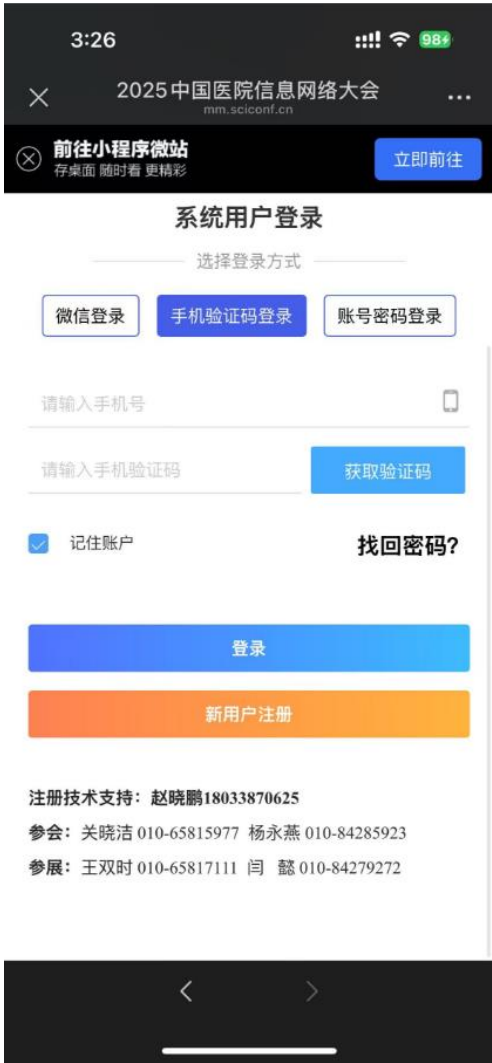 3:26
98
2025中国医院信息网络大会
mm.sciconf.cn
前往小程序微站
存桌面 随时看 更精彩
立即前往
系统用户登录
选择登录方式
微信登录 手机验证码登录 账号密码登录
请输入手机号
请输入手机验证码 获取验证码
记住账户 找回密码?
登录
新用户注册
注册技术支持：赵晓鹏18033870625
参会：关晓洁 010-65815977 杨永燕 010-84285923
参展：王双时 010-65817111 闫 懿 010-84279272